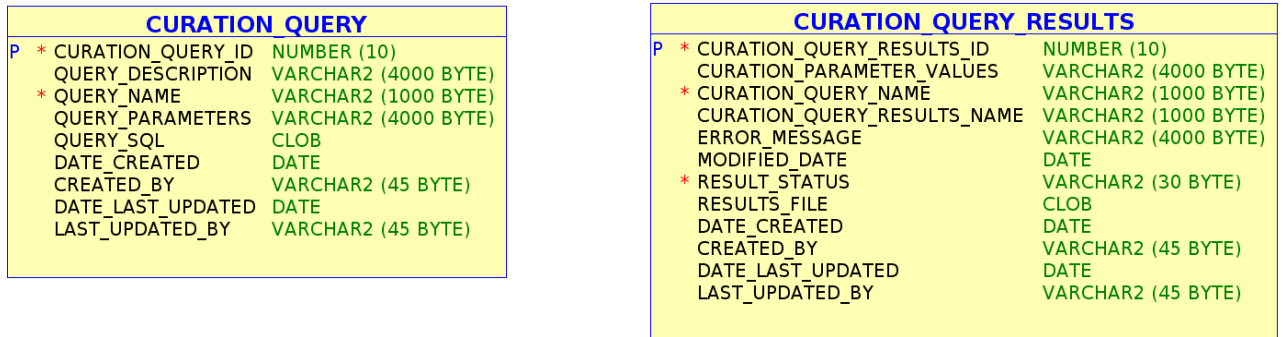 CURATION_QUERY
P * CURATION_QUERY_ID NUMBER (10)
QUERY_DESCRIPTION VARCHAR2 (4000 BYTE)
* QUERY_NAME VARCHAR2 (1000 BYTE)
QUERY_PARAMETERS VARCHAR2 (4000 BYTE)
QUERY_SQL CLOB
DATE_CREATED DATE
CREATED_BY VARCHAR2 (45 BYTE)
DATE_LAST_UPDATED DATE
LAST_UPDATED_BY VARCHAR2 (45 BYTE)
CURATION_QUERY_RESULTS
P * CURATION_QUERY_RESULTS_ID NUMBER (10)
CURATION_PARAMETER_VALUES VARCHAR2 (4000 BYTE)
* CURATION_QUERY_NAME VARCHAR2 (1000 BYTE)
CURATION_QUERY_RESULTS_NAME VARCHAR2 (1000 BYTE)
ERROR_MESSAGE VARCHAR2 (4000 BYTE)
MODIFIED_DATE DATE
* RESULT_STATUS VARCHAR2 (30 BYTE)
RESULTS_FILE CLOB
DATE_CREATED DATE
CREATED_BY VARCHAR2 (45 BYTE)
DATE_LAST_UPDATED DATE
LAST_UPDATED_BY VARCHAR2 (45 BYTE)